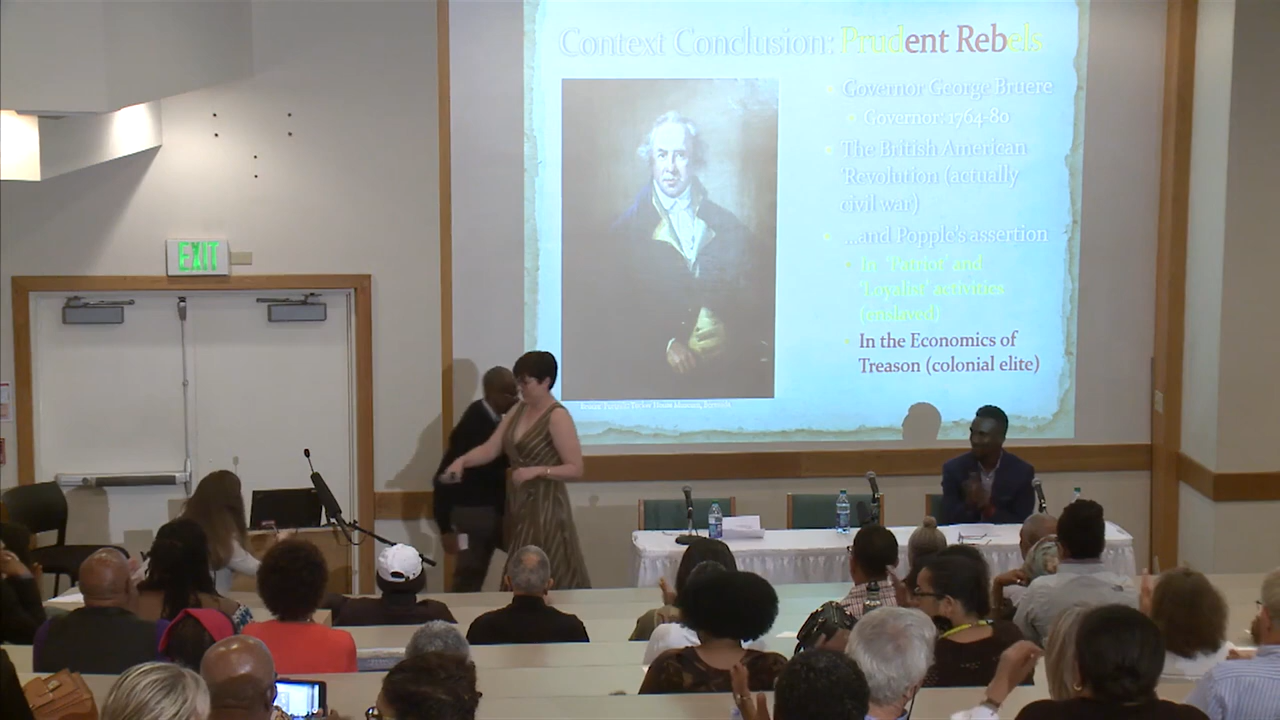 Context Conclusion: Prudent Rebels
Governor George Bruere
Governor: 1764-80
The British American
Revolution (actually
civil war)
...and Popple's assertion
In 'Patriot' and
'Loyalist' activities
(enslaved)
In the Economics of
Treason (colonial elite)
EXIT